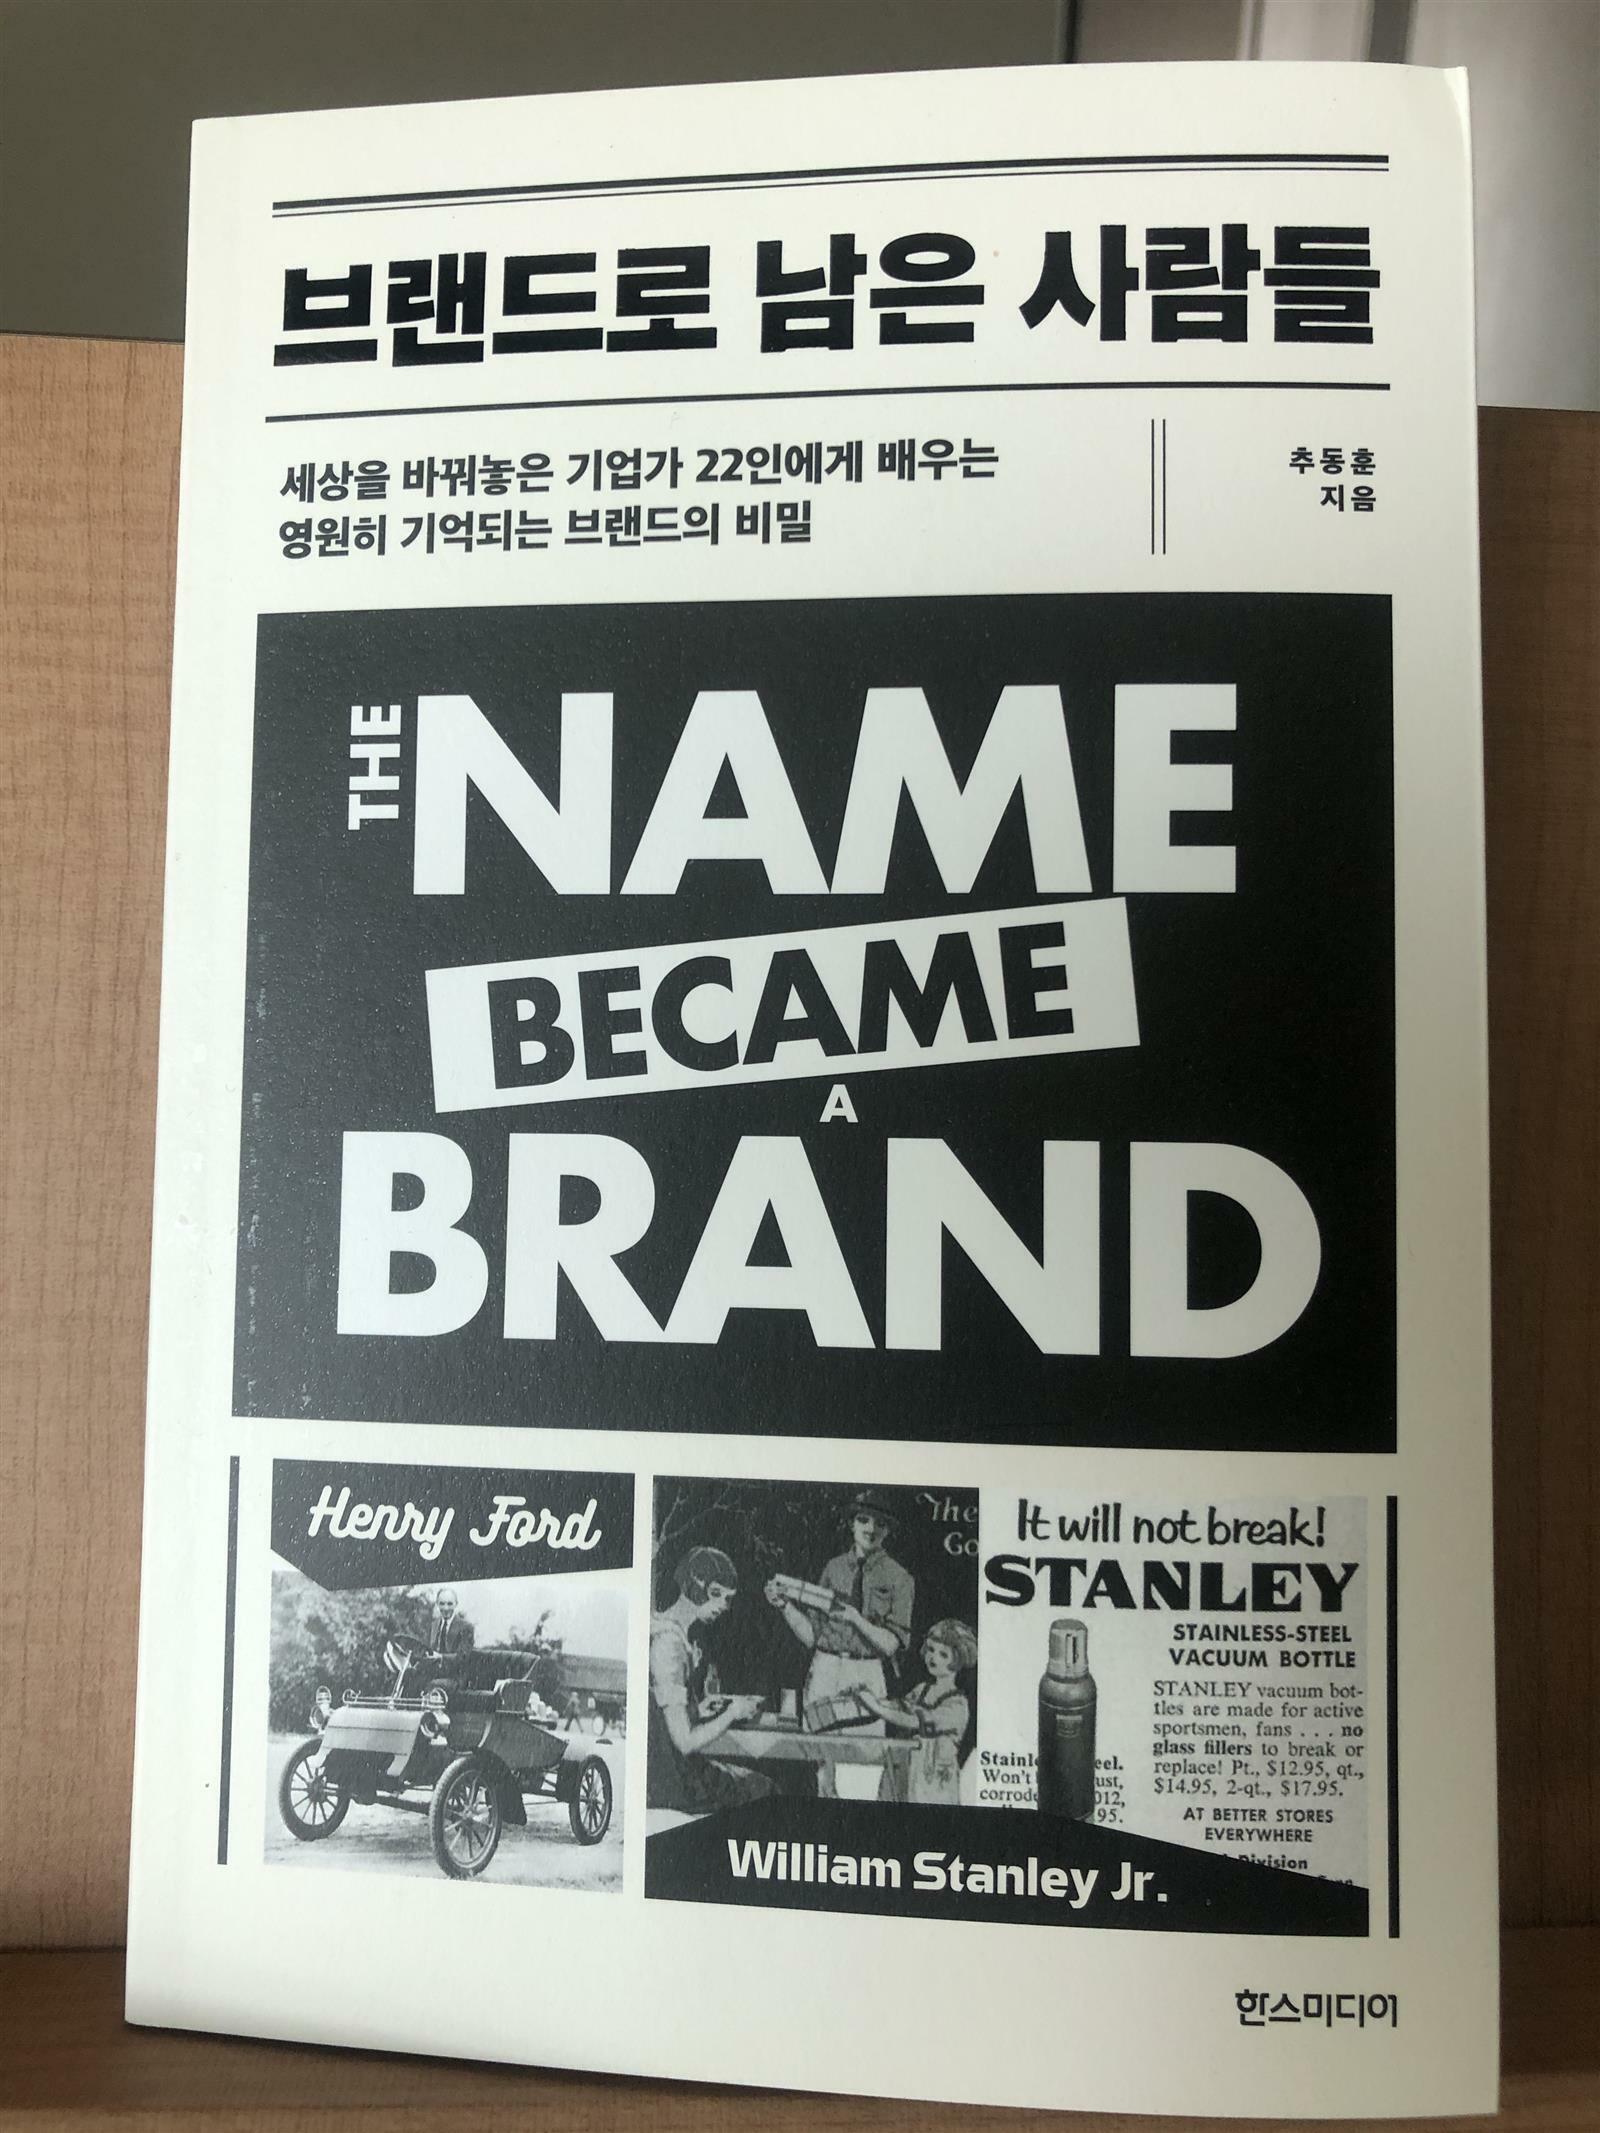 브랜드로 남은 사람들
세상을 바꿔놓은 기업가 22인에게 배우는
영원히 기억되는 브랜드의 비밀
추동훈
지음
THE
NAME
BECAME
A
BRAND
Henry Ford
The
Go
It will not break!
STANLEY
STAINLESS-STEEL
VACUUM BOTTLE
STANLEY vacuum bot-
tles are made for active
sportsmen, fans . . . no
glass fillers to break or
replace! Pt., $12.95, qt.,
$14.95, 2-qt., $17.95.
AT BETTER STORES
EVERYWHERE
Division
Won't
95.
William Stanley Jr.
한스미디어